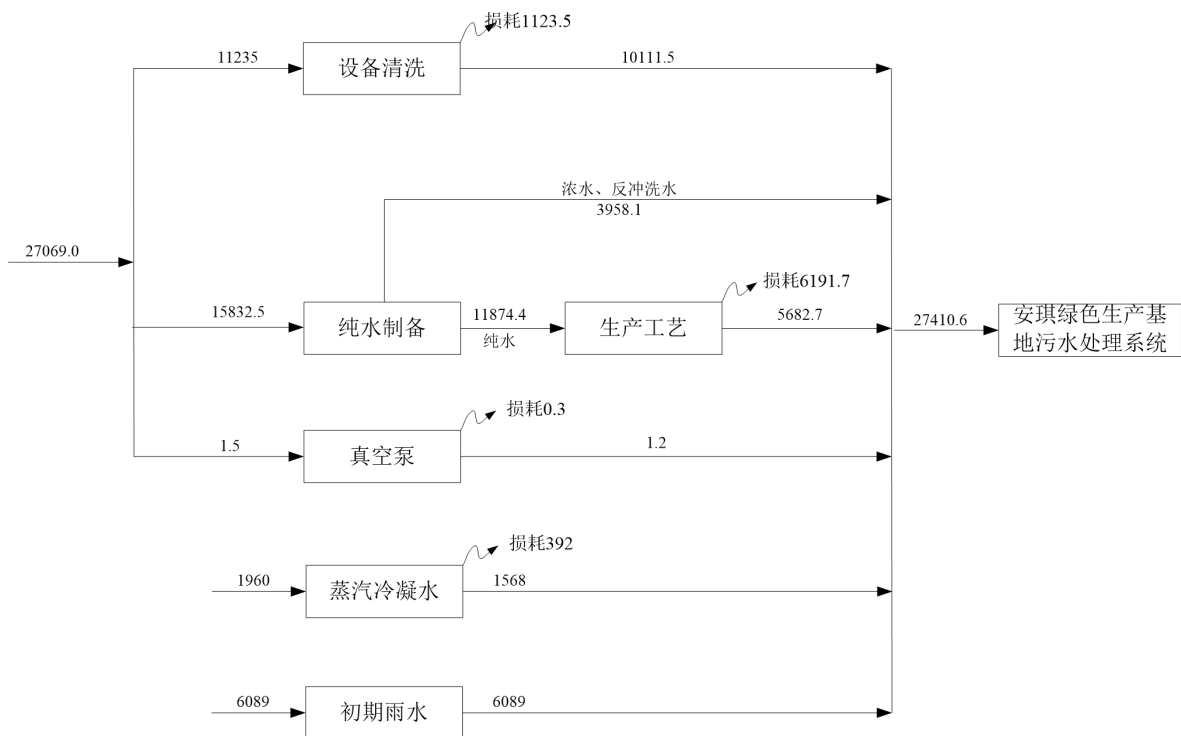 损耗1123.5
11235
设备清洗
10111.5
浓水、反冲洗水
3958.1
27069.0
损耗6191.7
15832.5
纯水制备
11874.4
纯水
生产工艺
5682.7
27410.6
安琪绿色生产基
地污水处理系统
损耗0.3
1.5
真空泵
1.2
损耗392
1960
蒸汽冷凝水
1568
6089
初期雨水
6089